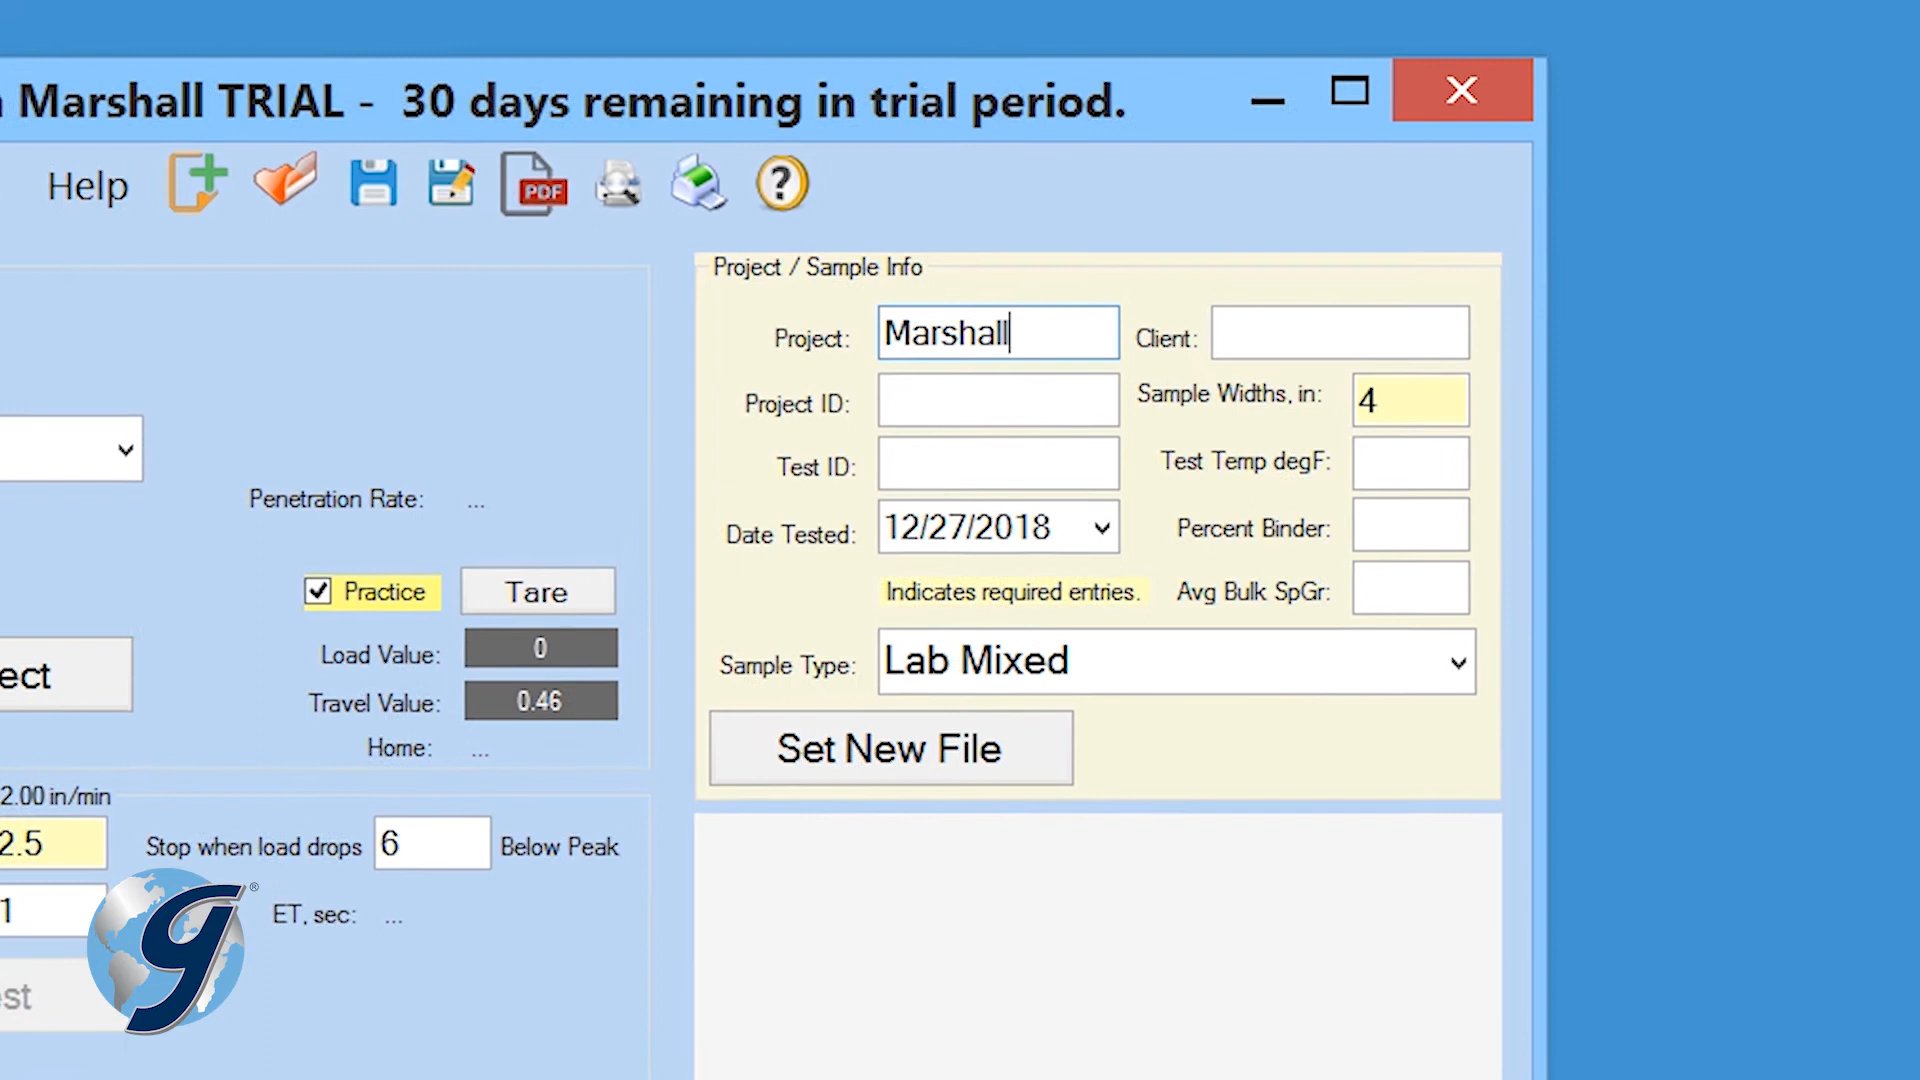 Marshall TRIAL - 30 days remaining in trial period.
Help
PDF
?
Project / Sample Info
Project: Marshall Client:
Project ID: Sample Widths, in: 4
Test ID: Test Temp degF:
Date Tested: 12/27/2018 Percent Binder:
Indicates required entries. Avg Bulk SpGr:
Sample Type: Lab Mixed
Set New File
Penetration Rate: ...
Practice Tare
Load Value: 0
ect
Travel Value: 0.46
Home: ...
2.00 in/min
2.5 Stop when load drops 6 Below Peak
1 ET, sec: ...
st
g ®